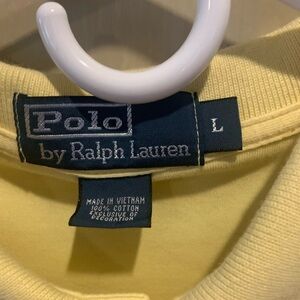 Polo
by Ralph Lauren
L
MADE IN VIETNAM
100% COTTON
EXCLUSIVE OF
DECORATION